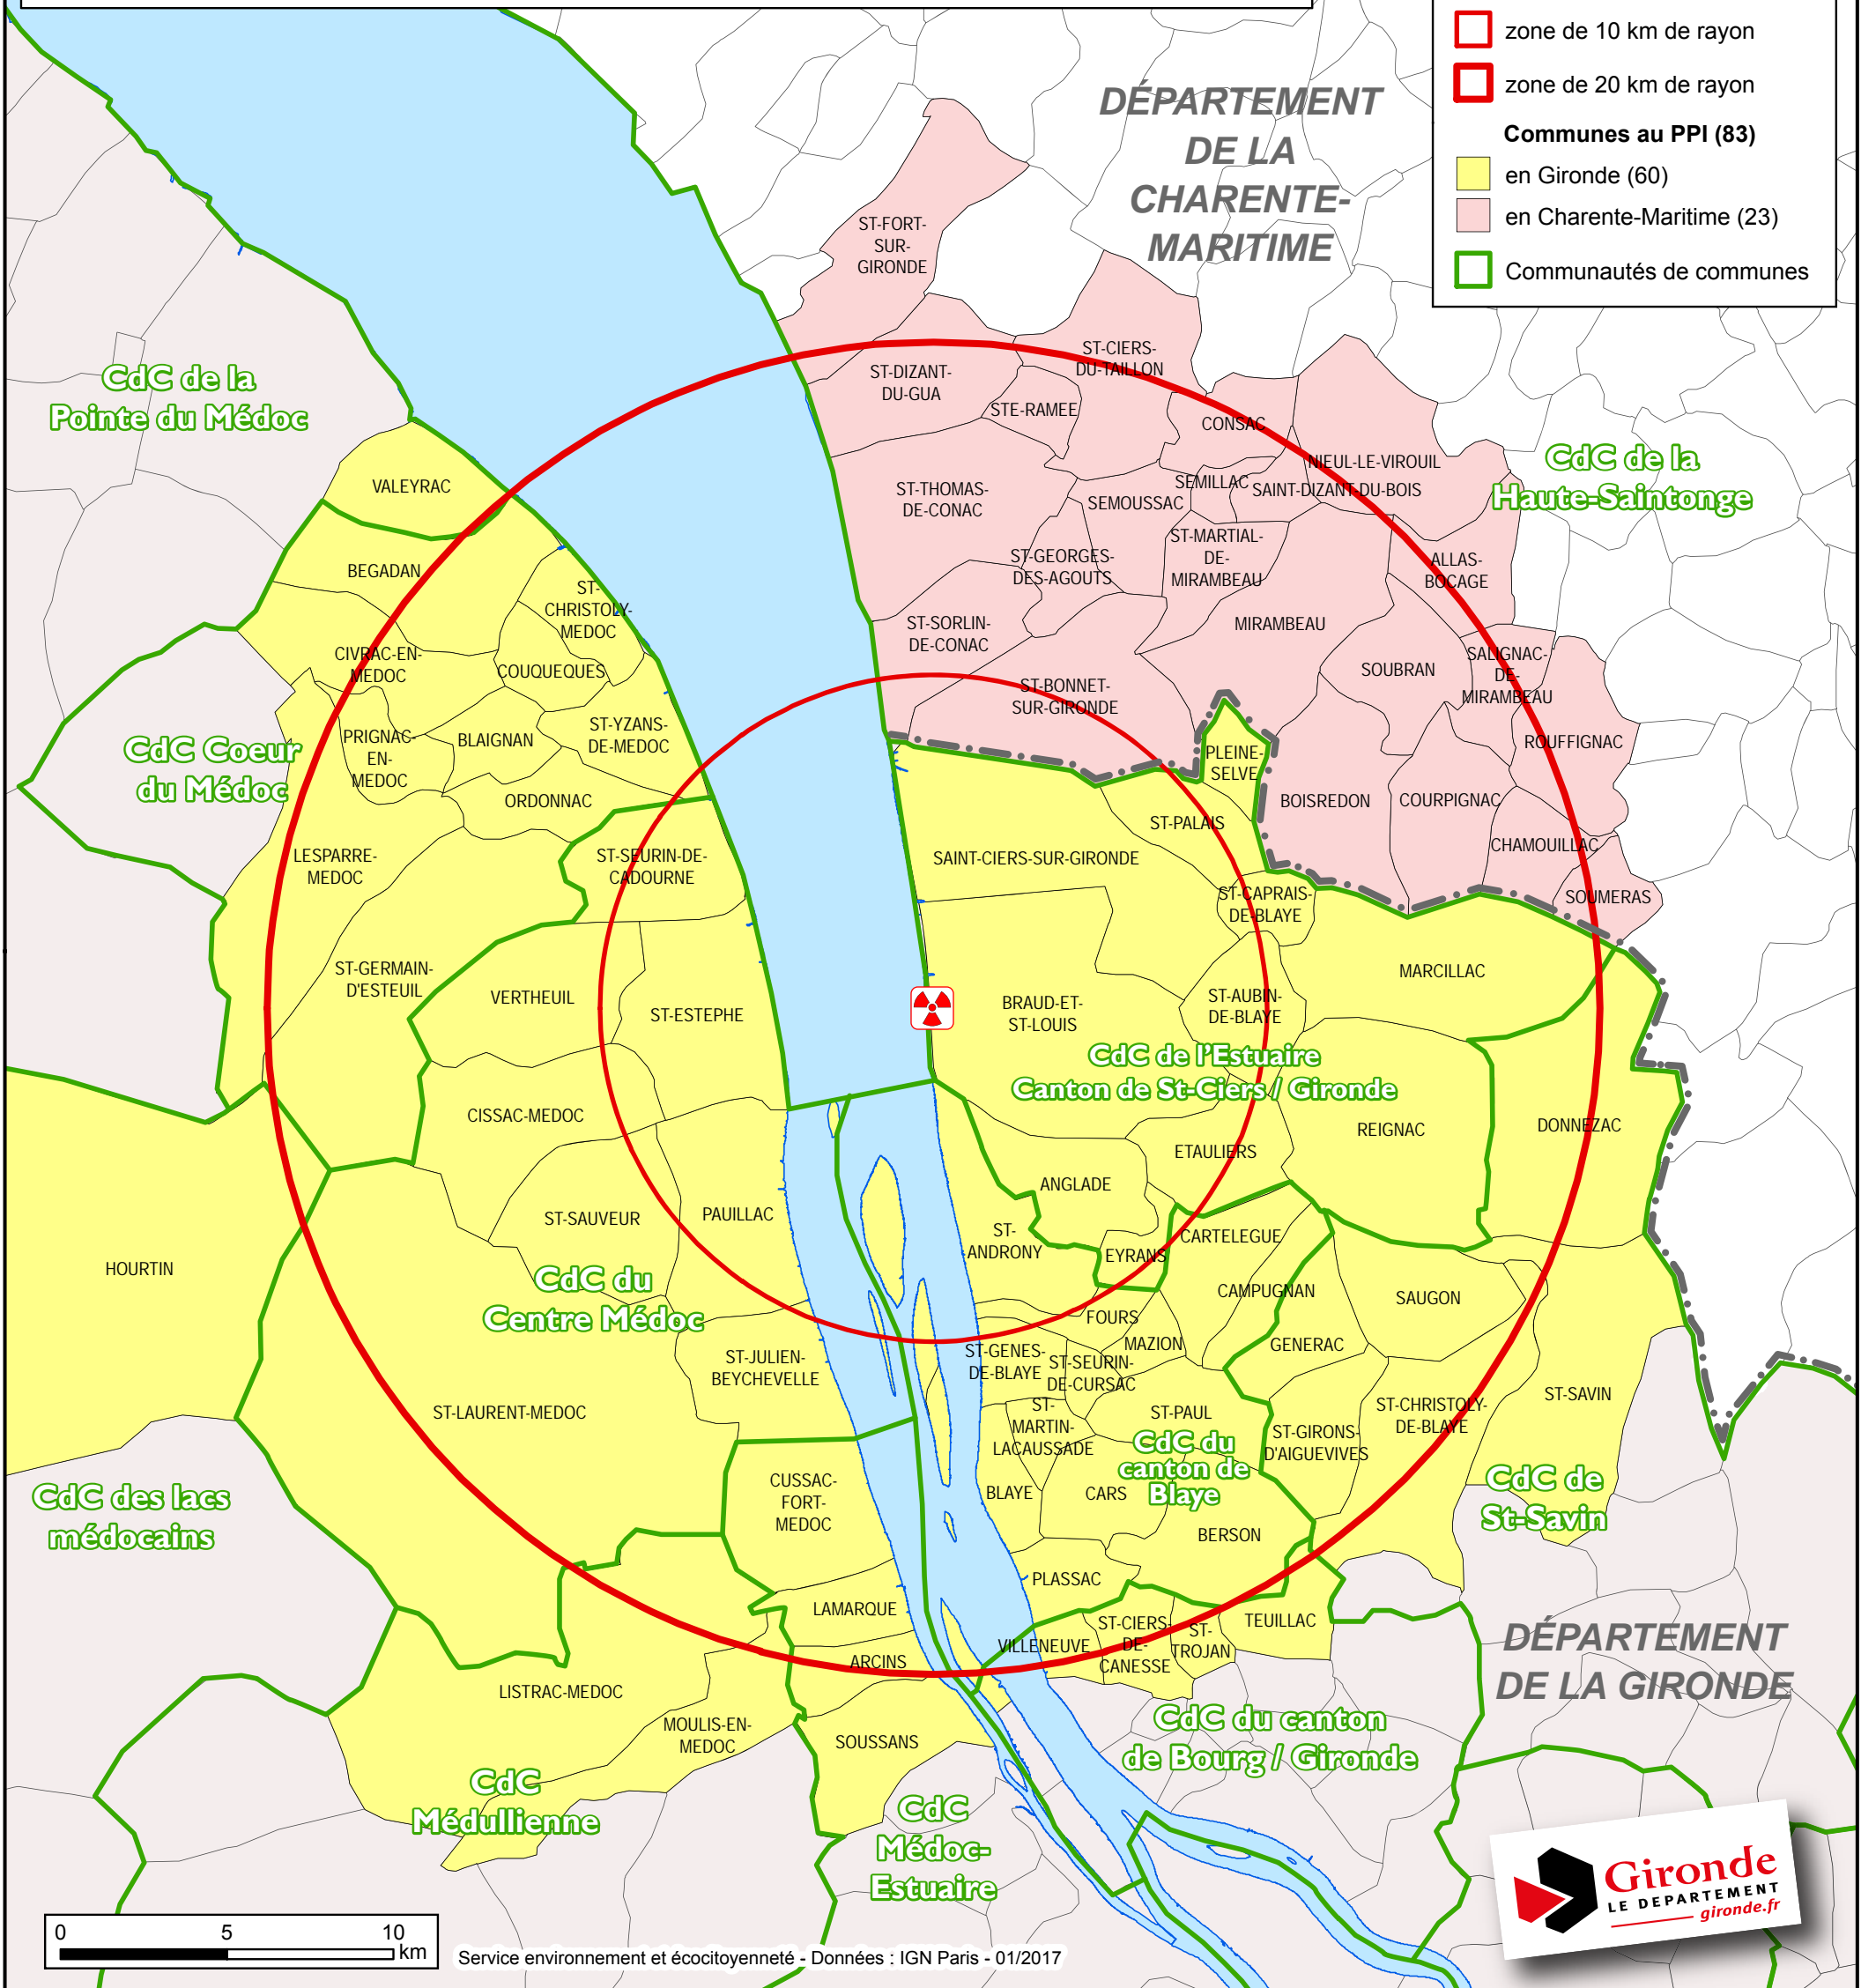 zone de 10 km de rayon
zone de 20 km de rayon
Communes au PPI (83)
en Gironde (60)
en Charente-Maritime (23)
Communautés de communes
DÉPARTEMENT
DE LA
CHARENTE-
MARITIME
ST-FORT-
SUR-
GIRONDE
CdC de la
Pointe du Médoc
ST-DIZANT-
DU-GUA
ST-CIERS-
DU-TAILLON
STE-RAMEE
CONSAC
NIEUL-LE-VIROUIL
CdC de la
Haute-Saintonge
VALEYRAC
ST-THOMAS-
DE-CONAC
SEMOUSSAC
SEMILLAC
SAINT-DIZANT-DU-BOIS
BEGADAN
ST-
CHRISTOLY-
MEDOC
ST-GEORGES-
DES-AGOUTS
ST-MARTIAL-
DE-
MIRAMBEAU
ALLAS-
BOCAGE
ST-SORLIN-
DE-CONAC
MIRAMBEAU
CIVRAC-EN-
MEDOC
COUQUEQUES
SOUBRAN
SALIGNAC-
DE-
MIRAMBEAU
ST-BONNET-
SUR-GIRONDE
CdC Coeur
du Médoc
PRIGNAC-
EN-
MEDOC
BLAIGNAN
ST-YZANS-
DE-MEDOC
PLEINE-
SELVE
ROUFFIGNAC
ORDONNAC
BOISREDON
COURPIGNAC
ST-PALAIS
LESPARRE-
MEDOC
ST-SEURIN-DE-
CADOURNE
SAINT-CIERS-SUR-GIRONDE
CHAMOUILLAC
ST-CAPRAIS-
DE-BLAYE
SOUMERAS
ST-GERMAIN-
D'ESTEUIL
VERTHEUIL
ST-ESTEPHE
BRAUD-ET-
ST-LOUIS
ST-AUBIN-
DE-BLAYE
MARCILLAC
CdC de l'Estuaire
Canton de St-Ciers / Gironde
CISSAC-MEDOC
REIGNAC
DONNEZAC
ETAULIERS
ANGLADE
ST-SAUVEUR
PAUILLAC
ST-
ANDRONY
EYRANS
CARTELEGUE
HOURTIN
CdC du
Centre Médoc
CAMPUGNAN
SAUGON
FOURS
MAZION
GENERAC
ST-JULIEN-
BEYCHEVELLE
ST-GENES-
DE-BLAYE
ST-SEURIN-
DE-CURSAC
ST-LAURENT-MEDOC
ST-
MARTIN-
LACAUSSADE
ST-PAUL
ST-GIRONS-
D'AIGUEVIVES
ST-CHRISTOLY-
DE-BLAYE
ST-SAVIN
CdC du
canton de
Blaye
CdC des lacs
médocains
CUSSAC-
FORT-
MEDOC
BLAYE
CARS
CdC de
St-Savin
BERSON
PLASSAC
LAMARQUE
VILLENEUVE
ST-CIERS-
DE-
CANESSE
ST-
TROJAN
TEUILLAC
DÉPARTEMENT
DE LA GIRONDE
ARCINS
LISTRAC-MEDOC
MOULIS-EN-
MEDOC
SOUSSANS
CdC du canton
de Bourg / Gironde
CdC
Médullienne
CdC
Médoc-
Estuaire
Gironde
LE DEPARTEMENT
gironde.fr
0 5 10
km
Service environnement et écocitoyenneté - Données : IGN Paris - 01/2017